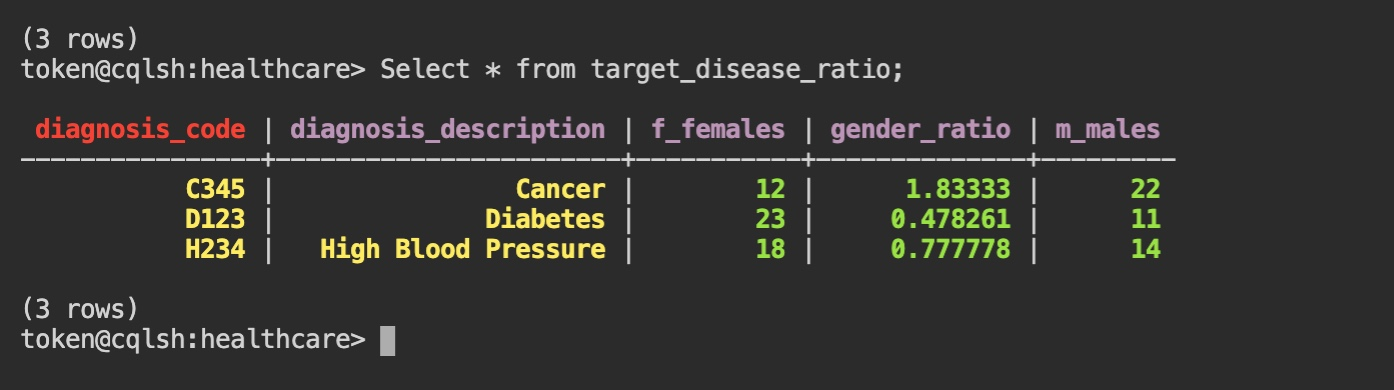 (3 rows)
token@cqlsh:healthcare> Select * from target_disease_ratio;
diagnosis_code | diagnosis_description | f_females | gender_ratio | m_males
----------------+-----------------------+-----------+--------------+---------
C345 | Cancer | 12 | 1.83333 | 22
D123 | Diabetes | 23 | 0.478261 | 11
H234 | High Blood Pressure | 18 | 0.777778 | 14
(3 rows)
token@cqlsh:healthcare>